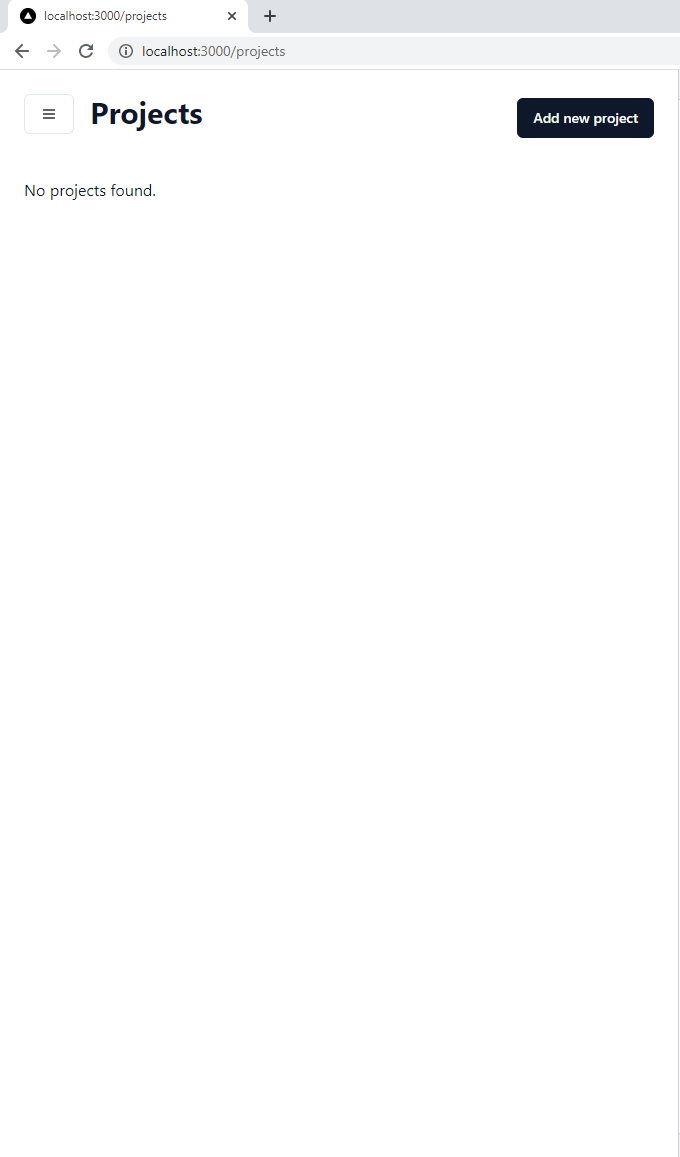 localhost:3000/projects
localhost:3000/projects
Projects
Add new project
No projects found.